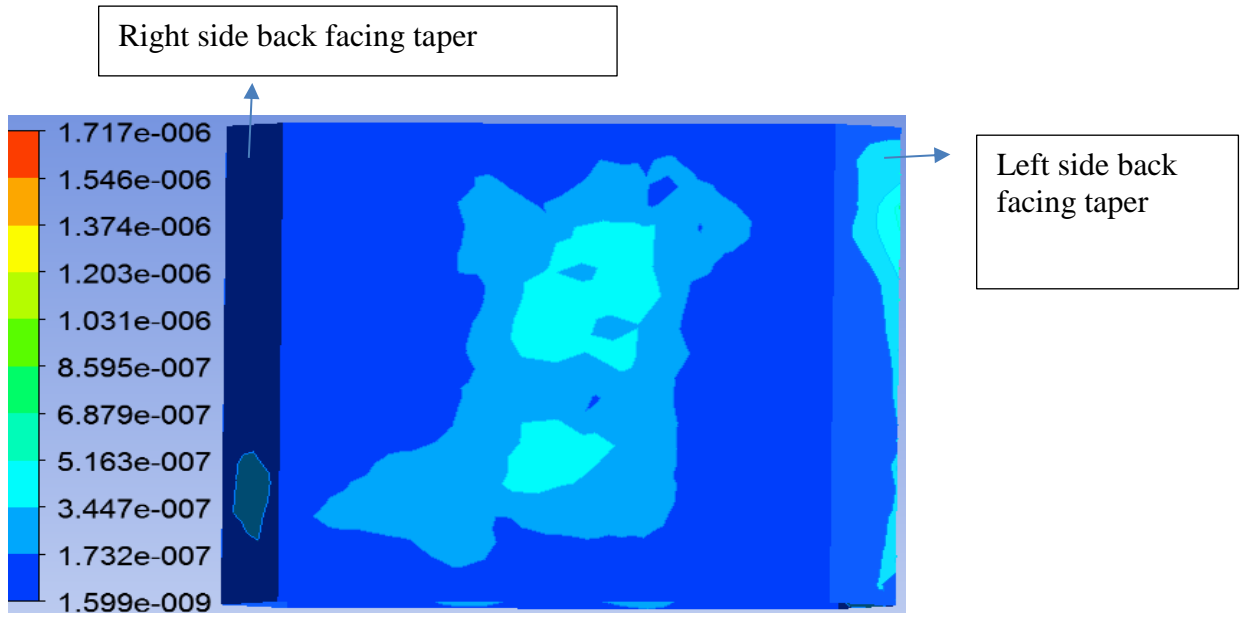 Right side back facing taper
1.717e-006
1.546e-006
1.374e-006
1.203e-006
1.031e-006
8.595e-007
6.879e-007
5.163e-007
3.447e-007
1.732e-007
1.599e-009
Left side back
facing taper